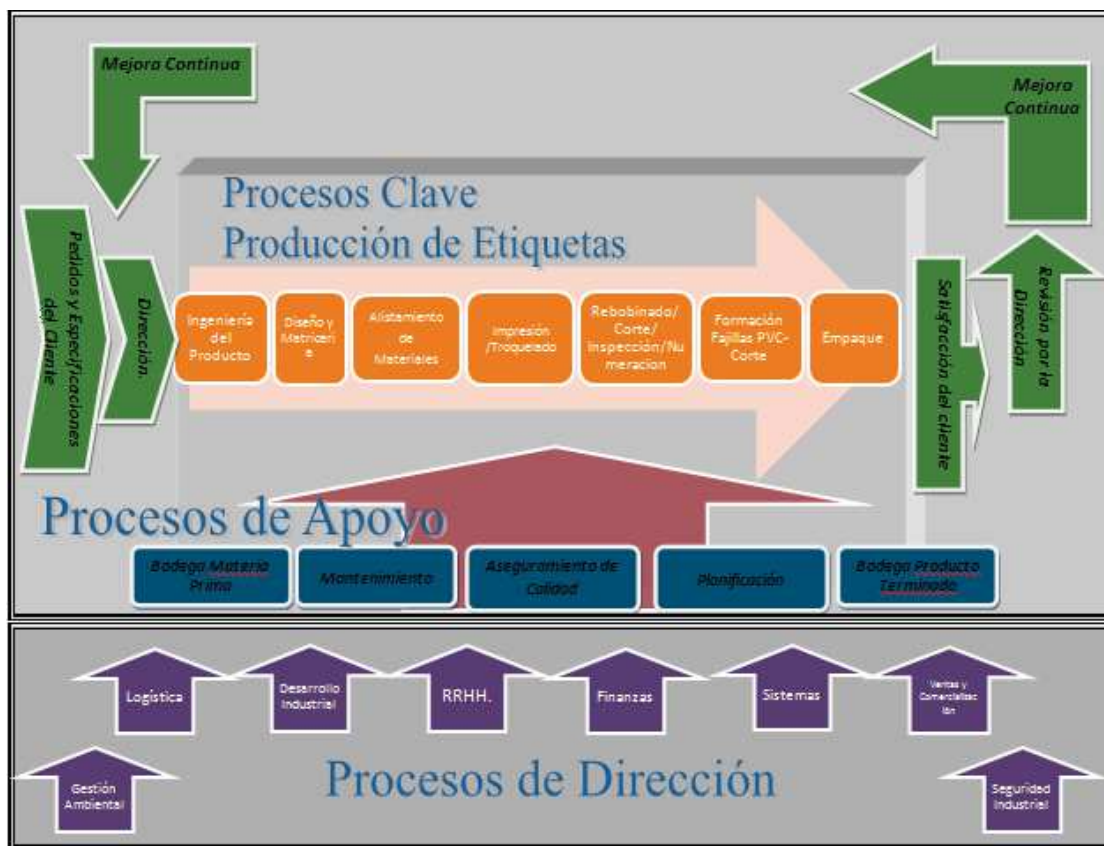 Mejora Continua
Mejora
Continua
Procesos Clave
Producción de Etiquetas
Pedidos y Especificaciones
del Cliente
Dirección.
Ingeniería
del
Producto
Diseño y
Matricerí
a
Alistamiento
de
Materiales
Impresión
/Troquelado
Rebobinado/
Corte/
Inspección/Nu
meracion
Formación
Fajillas PVC-
Corte
Empaque
Satisfacción del cliente
Revisión por la
Dirección
Procesos de Apoyo
Bodega Materia
Prima
Mantenimiento
Aseguramiento de
Calidad
Planificación
Bodega Producto
Terminado
Logística
Desarrollo
Industrial
RRHH.
Finanzas
Sistemas
Ventas y
Comercializac
ión
Gestión
Ambiental
Procesos de Dirección
Seguridad
Industrial